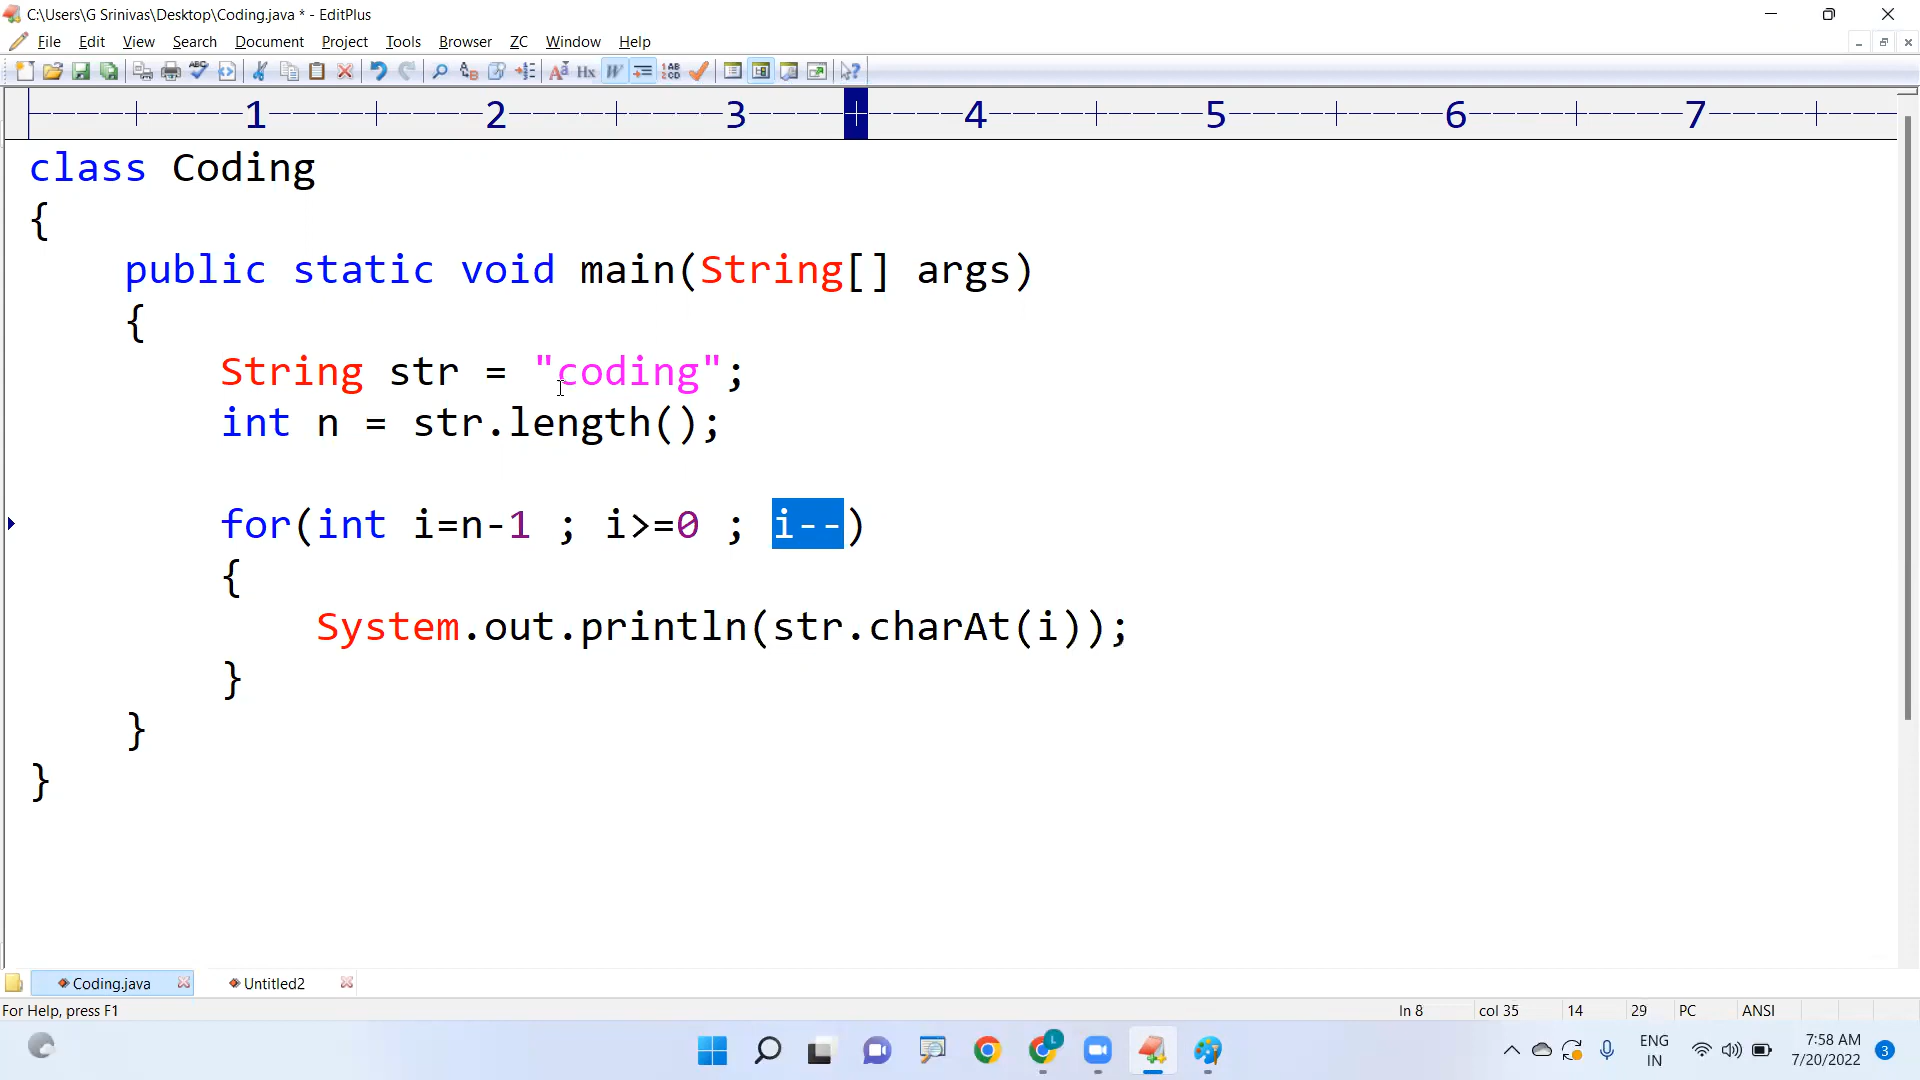 C:\Users\G Srinivas\Desktop\Coding.java * - EditPlus
File Edit View Search Document Project Tools Browser ZC Window Help
1 2 3 4 5 6 7
class Coding
{
public static void main(String[] args)
{
String str = "coding";
int n = str.length();
for(int i=n-1 ; i>=0 ; i--)
{
System.out.println(str.charAt(i));
}
}
}
Coding.java Untitled2
For Help, press F1 ln 8 col 35 14 29 PC ANSI
ENG
IN
7:58 AM
7/20/2022
3